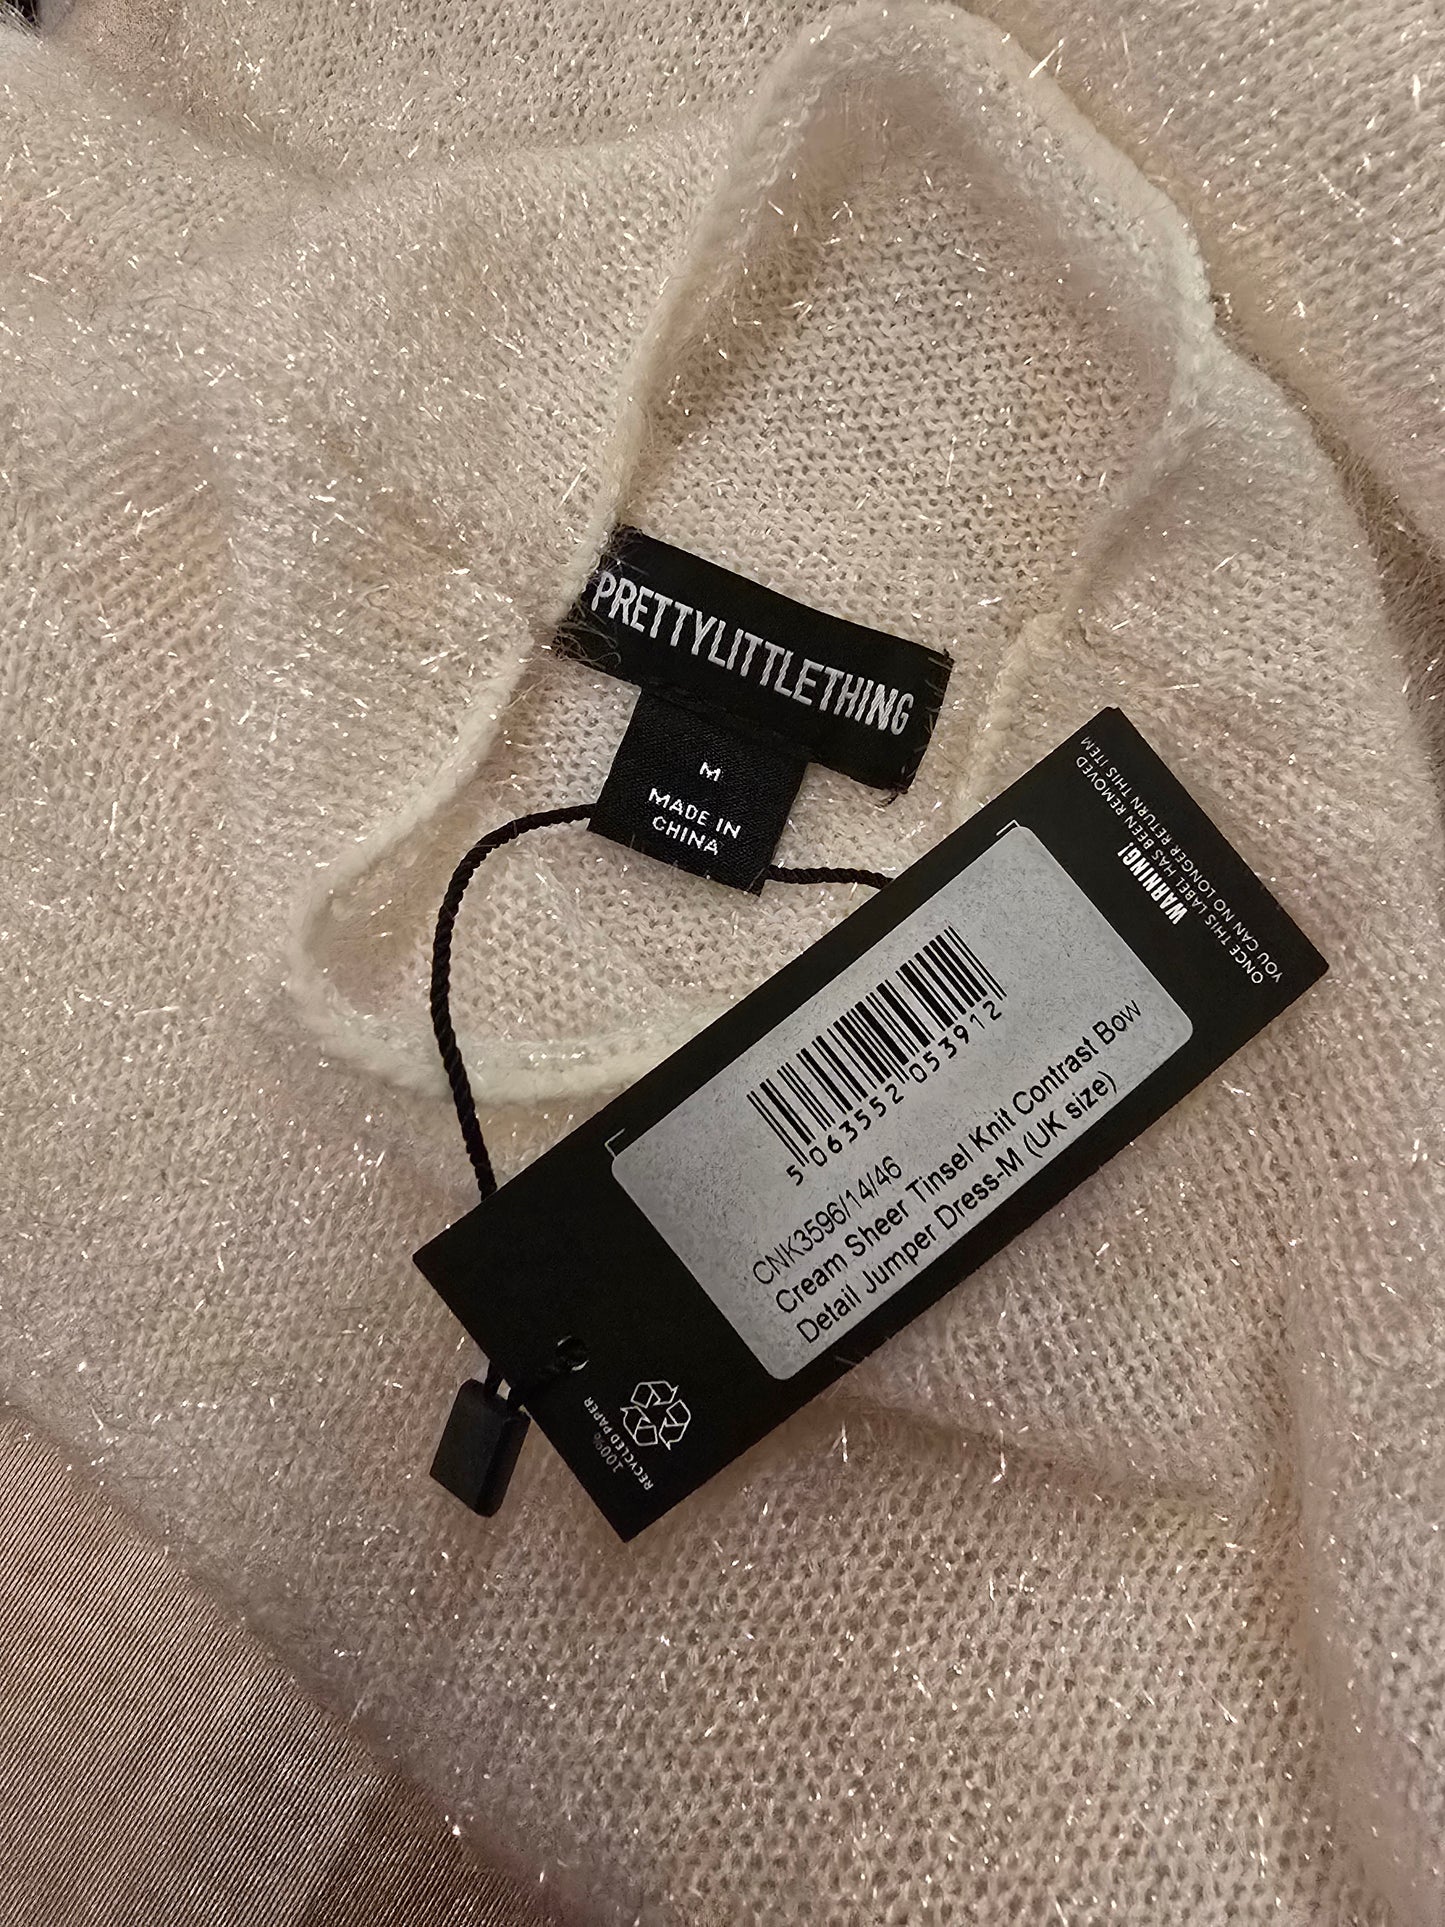 PRETTYLITTLETHING
M
MADE IN
CHINA
WARNING!
ONCE THIS LABEL HAS BEEN REMOVED
YOU CAN NO LONGER RETURN THIS ITEM
5 063552 053912
CNK3596/14/46
Cream Sheer Tinsel Knit Contrast Bow
Detail Jumper Dress-M (UK size)
100%
RECYCLED PAPER